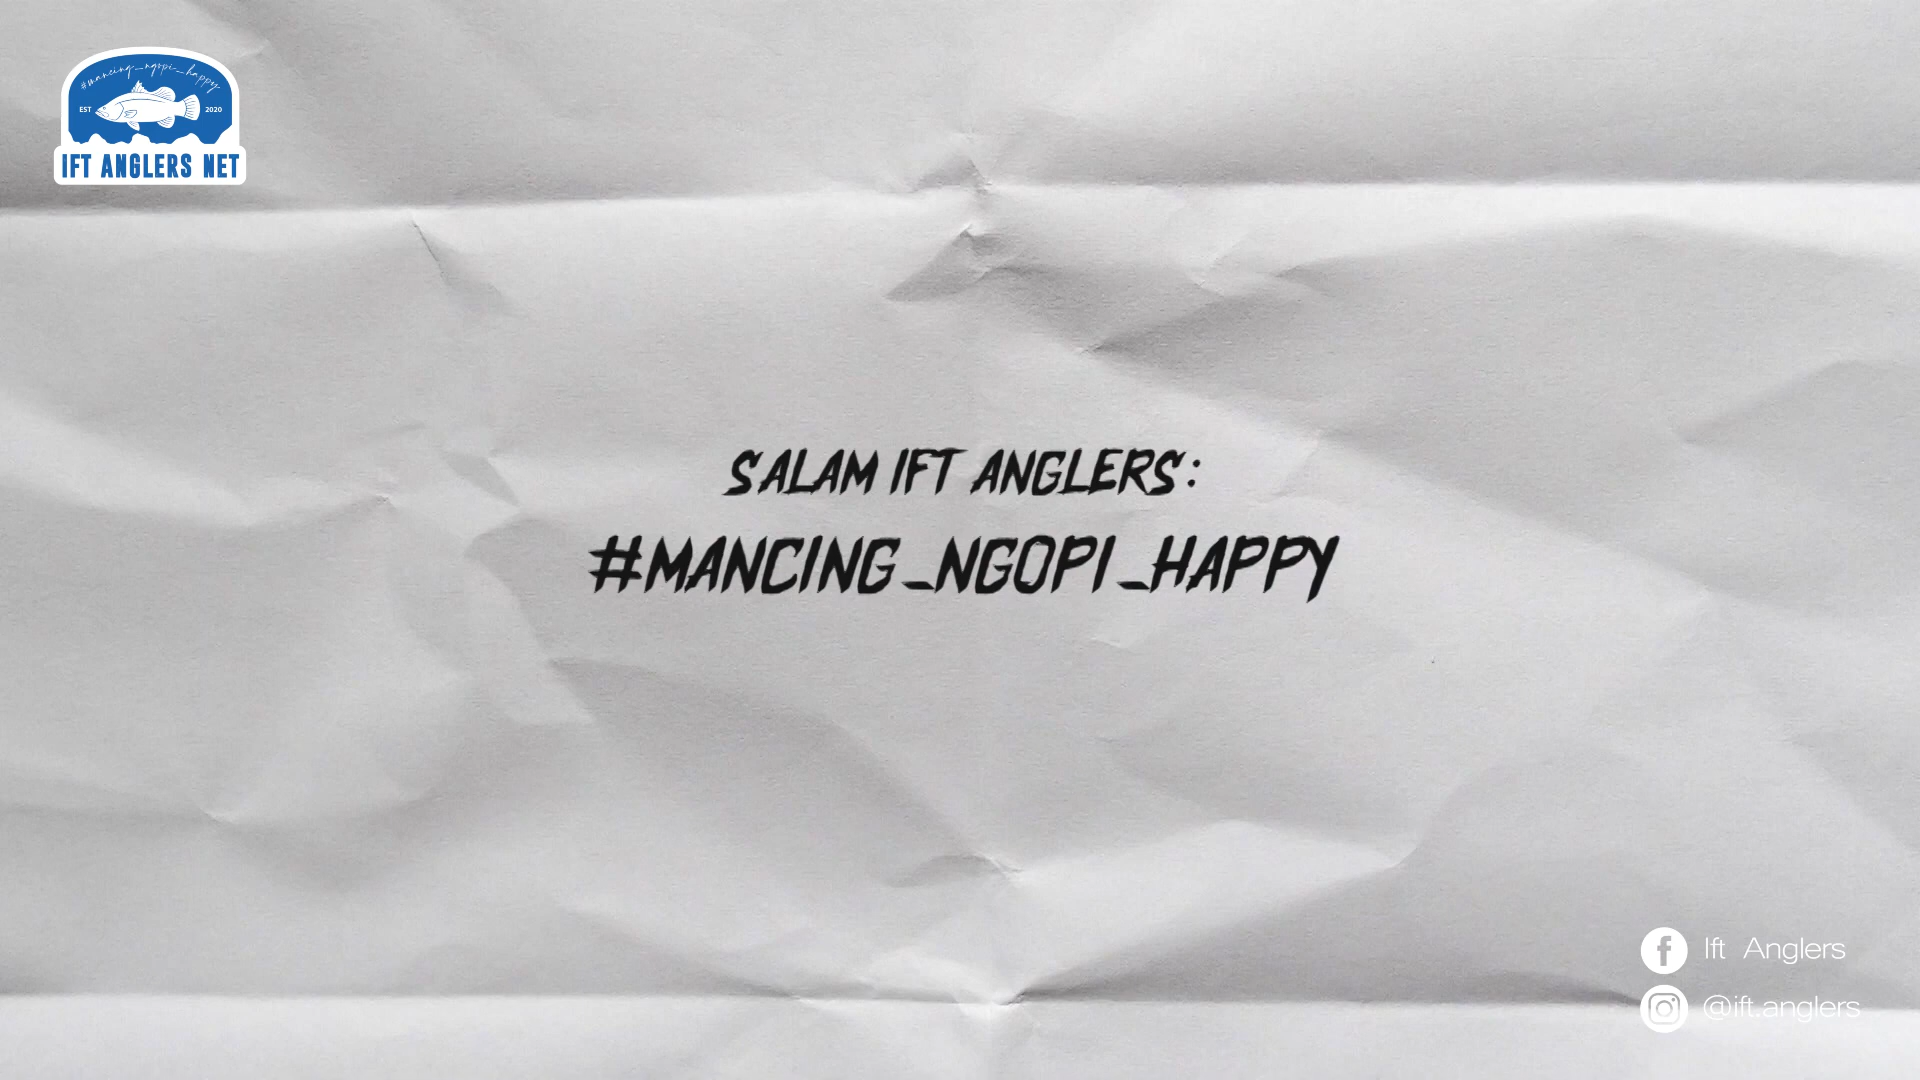 #mancing_ngopi_happy
EST 2020
IFT ANGLERS NET
SALAM IFT ANGLERS:
#MANCING_NGOPI_HAPPY
Ift Anglers
@ift.anglers